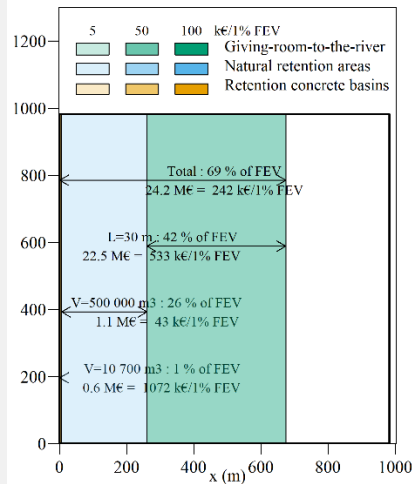 5 50 100 k€/1% FEV
Giving-room-to-the-river
Natural retention areas
Retention concrete basins
1200
1000
800
600
400
200
0
Total : 69 % of FEV
24.2 M€ = 242 k€/1% FEV
L=30 m : 42 % of FEV
22.5 M€ = 533 k€/1% FEV
V=500 000 m3 : 26 % of FEV
1.1 M€ = 43 k€/1% FEV
V=10 700 m3 : 1 % of FEV
0.6 M€ = 1072 k€/1% FEV
0 200 400 600 800 1000
x (m)